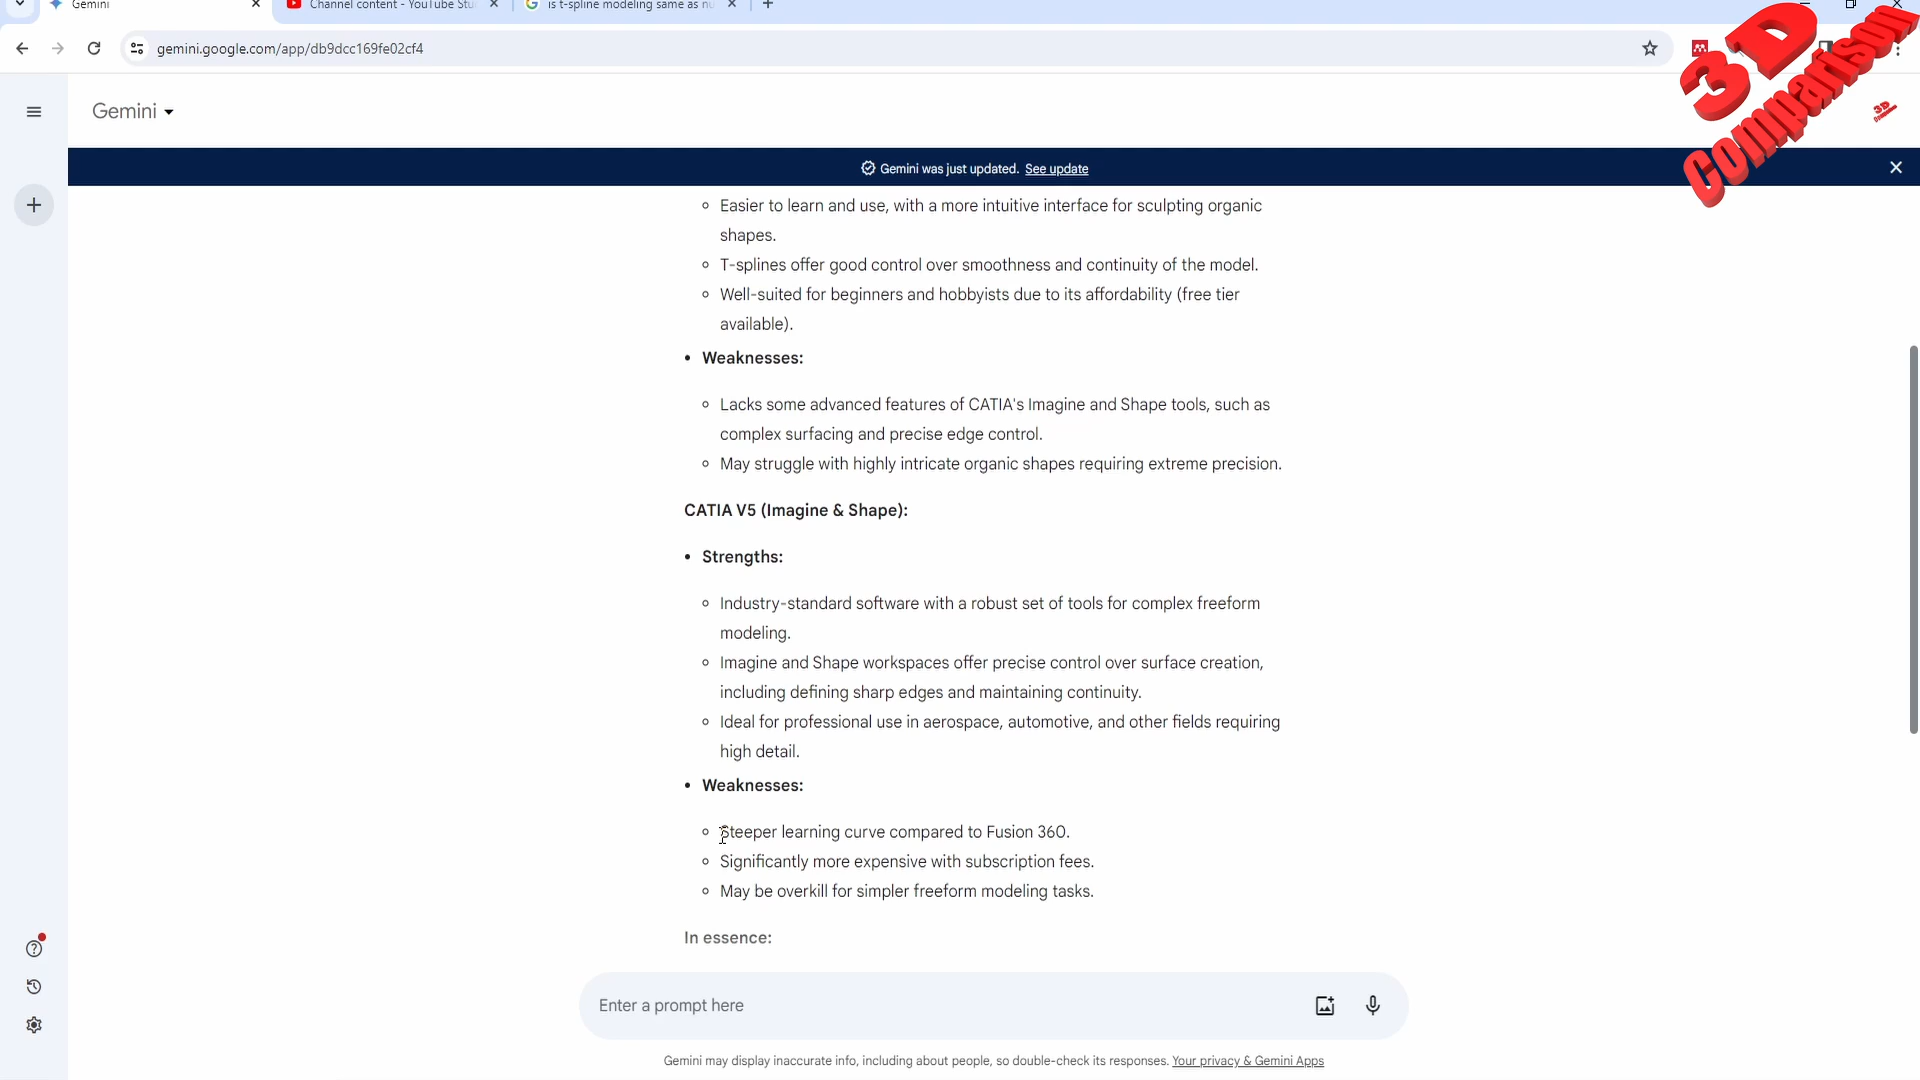 Gemini
Channel content - YouTube Stu
is t-spline modeling same as nu
gemini.google.com/app/db9dcc169fe02cf4
3D
Comparison
Gemini
3D
Gemini was just updated. See update
Easier to learn and use, with a more intuitive interface for sculpting organic
shapes.
T-splines offer good control over smoothness and continuity of the model.
Well-suited for beginners and hobbyists due to its affordability (free tier
available).
Weaknesses:
Lacks some advanced features of CATIA's Imagine and Shape tools, such as
complex surfacing and precise edge control.
May struggle with highly intricate organic shapes requiring extreme precision.
CATIA V5 (Imagine & Shape):
Strengths:
Industry-standard software with a robust set of tools for complex freeform
modeling.
Imagine and Shape workspaces offer precise control over surface creation,
including defining sharp edges and maintaining continuity.
Ideal for professional use in aerospace, automotive, and other fields requiring
high detail.
Weaknesses:
Steeper learning curve compared to Fusion 360.
Significantly more expensive with subscription fees.
May be overkill for simpler freeform modeling tasks.
In essence:
Enter a prompt here
Gemini may display inaccurate info, including about people, so double-check its responses. Your privacy & Gemini Apps